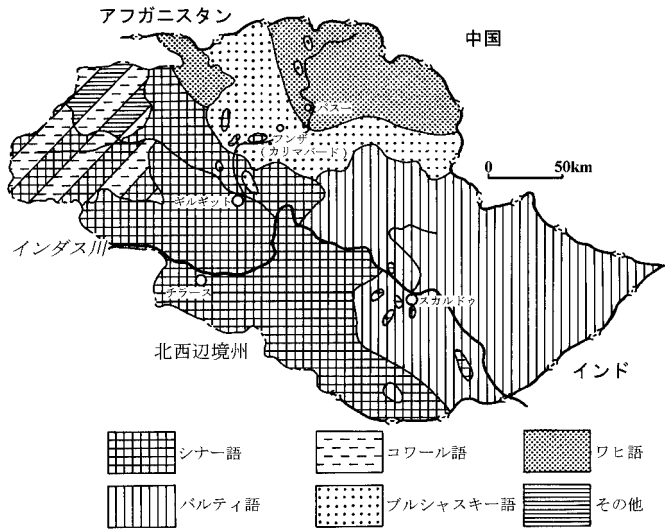 アフガニスタン
中国
パスー
フンザ
(カリマバード)
0 50km
ギルギット
インダス川
チラース
スカルドゥ
北西辺境州
インド
シナー語
コワール語
ワヒ語
バルティ語
ブルシャスキー語
その他